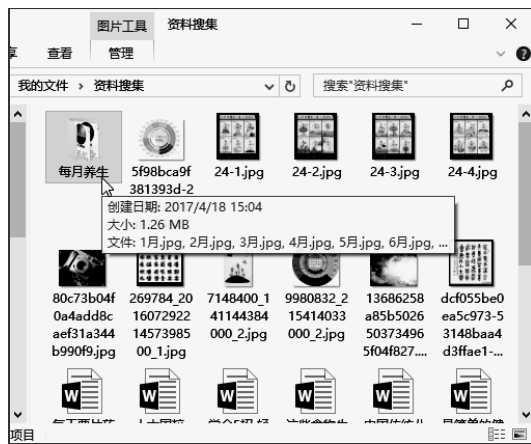 图片工具 资料搜集
查看 管理
我的文件 › 资料搜集
搜索"资料搜集"
每月养生
5f98bca9f
381393d-2
24-1.jpg
24-2.jpg
24-3.jpg
24-4.jpg
创建日期: 2017/4/18 15:04
大小: 1.26 MB
文件: 1月.jpg, 2月.jpg, 3月.jpg, 4月.jpg, 5月.jpg, 6月.jpg, ...
80c73b04f
0a4add8c
aef31a344
b990f9.jpg
269784_20
16072922
14573985
00_1.jpg
7148400_1
41144384
000_2.jpg
9980832_2
15414033
000_2.jpg
13686258
a85b5026
50373496
5f04f827....
dcf055be0
ea5c973-5
3148baa4
d3ffae1-...
W
W
W
W
W
W
项目